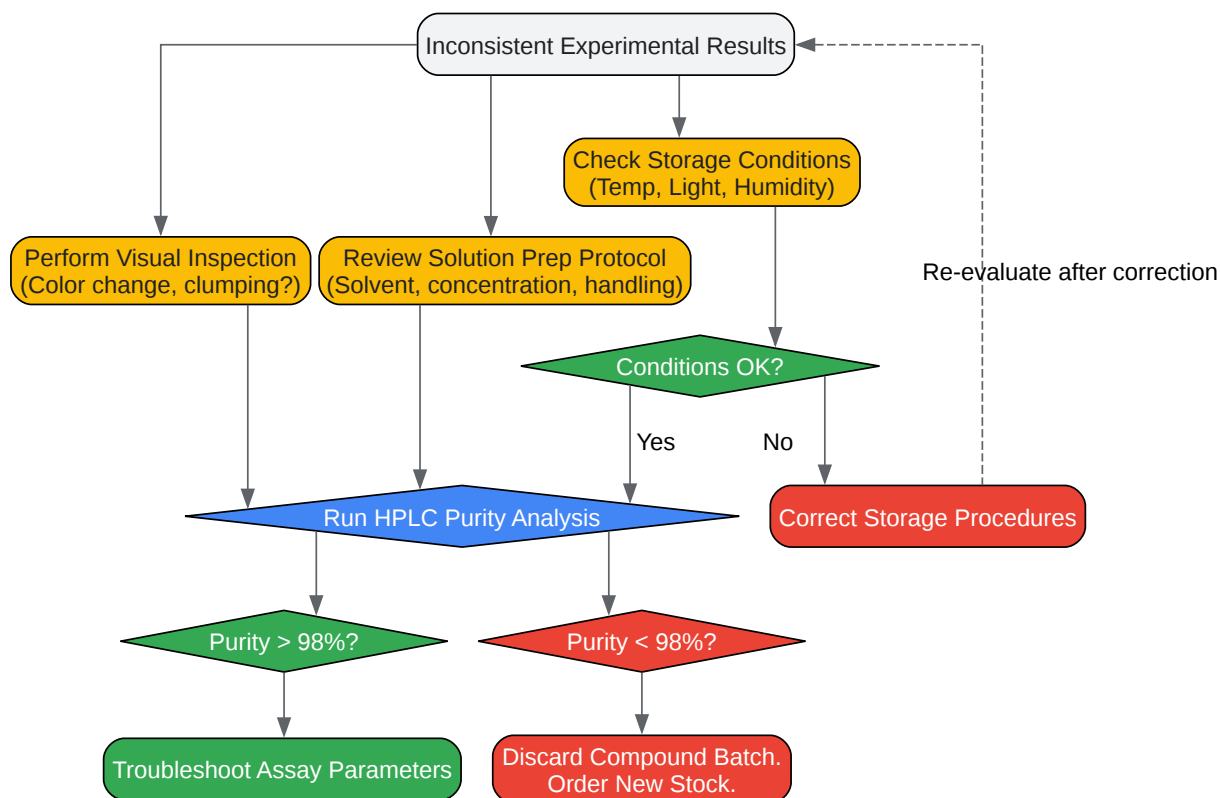 Inconsistent Experimental Results
Check Storage Conditions
(Temp, Light, Humidity)
Perform Visual Inspection
(Color change, clumping?)
Review Solution Prep Protocol
(Solvent, concentration, handling)
Re-evaluate after correction
Conditions OK?
Yes
No
Run HPLC Purity Analysis
Correct Storage Procedures
Purity > 98%?
Purity < 98%?
Troubleshoot Assay Parameters
Discard Compound Batch.
Order New Stock.